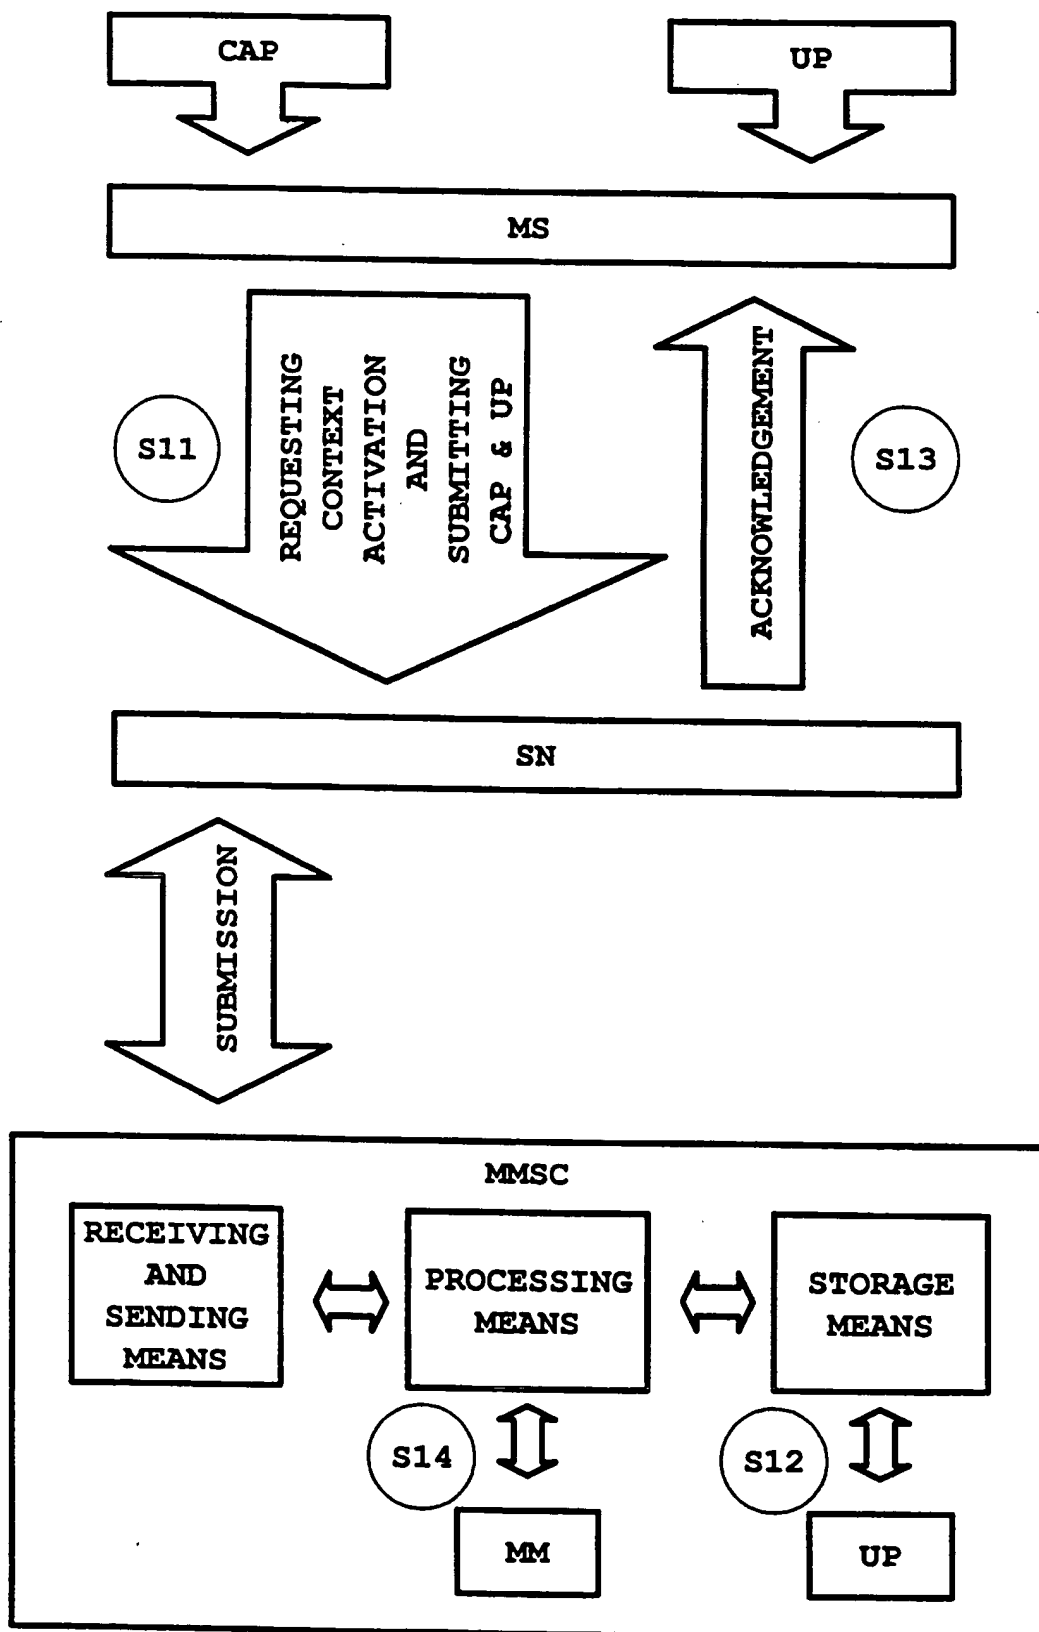 CAP
UP
MS
S11
REQUESTING
CONTEXT
ACTIVATION
AND
SUBMITTING
CAP & UP
ACKNOWLEDGEMENT
S13
SN
SUBMISSION
MMSC
RECEIVING
AND
SENDING
MEANS
PROCESSING
MEANS
STORAGE
MEANS
S14
S12
MM
UP